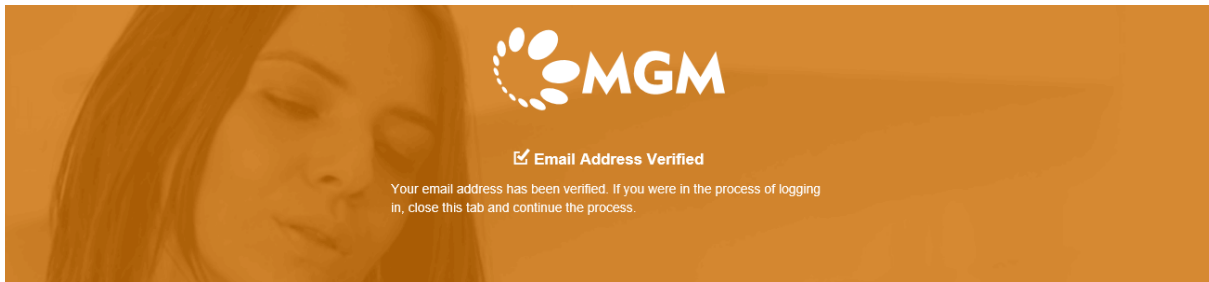 MGM
Email Address Verified
Your email address has been verified. If you were in the process of logging
in, close this tab and continue the process.